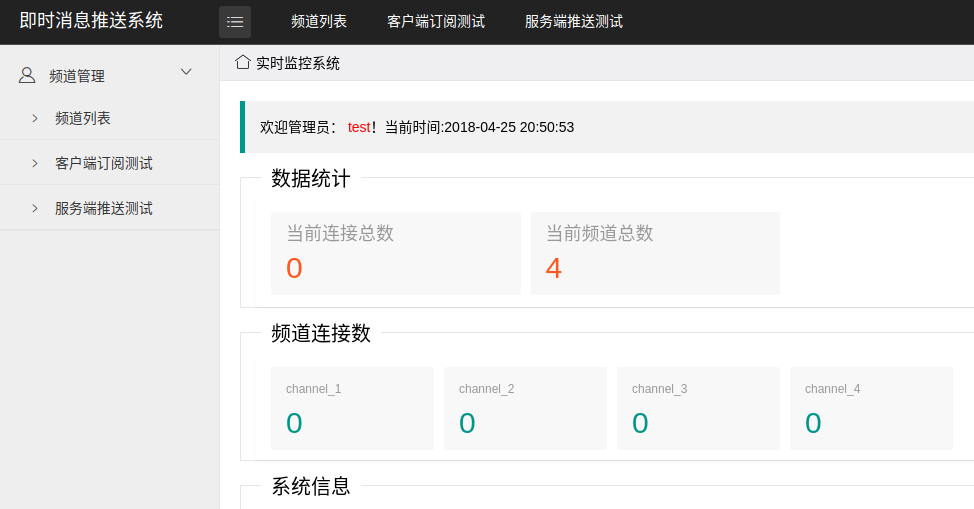 即时消息推送系统
频道列表 客户端订阅测试 服务端推送测试
频道管理
频道列表
客户端订阅测试
服务端推送测试
实时监控系统
欢迎管理员： test！当前时间:2018-04-25 20:50:53
数据统计
当前连接总数
0
当前频道总数
4
频道连接数
channel_1
0
channel_2
0
channel_3
0
channel_4
0
系统信息